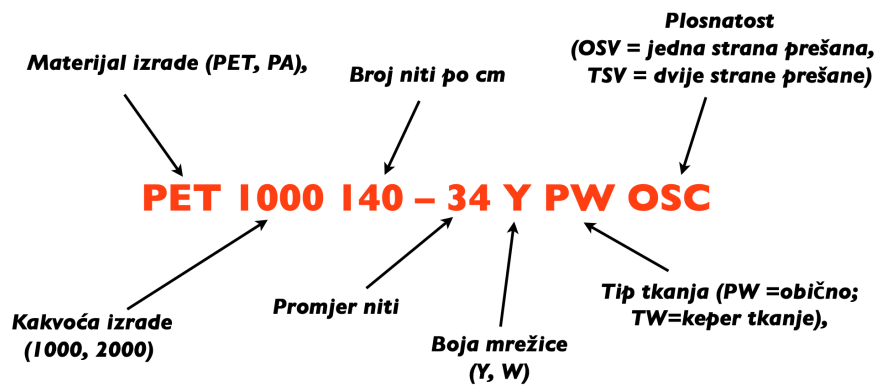 Plosnatost
(OSV = jedna strana prešana,
TSV = dvije strane prešane)
Materijal izrade (PET, PA),
Broj niti po cm
PET 1000 140 – 34 Y PW OSC
Kakvoća izrade
(1000, 2000)
Promjer niti
Boja mrežice
(Y, W)
Tip tkanja (PW =obično;
TW=keper tkanje),